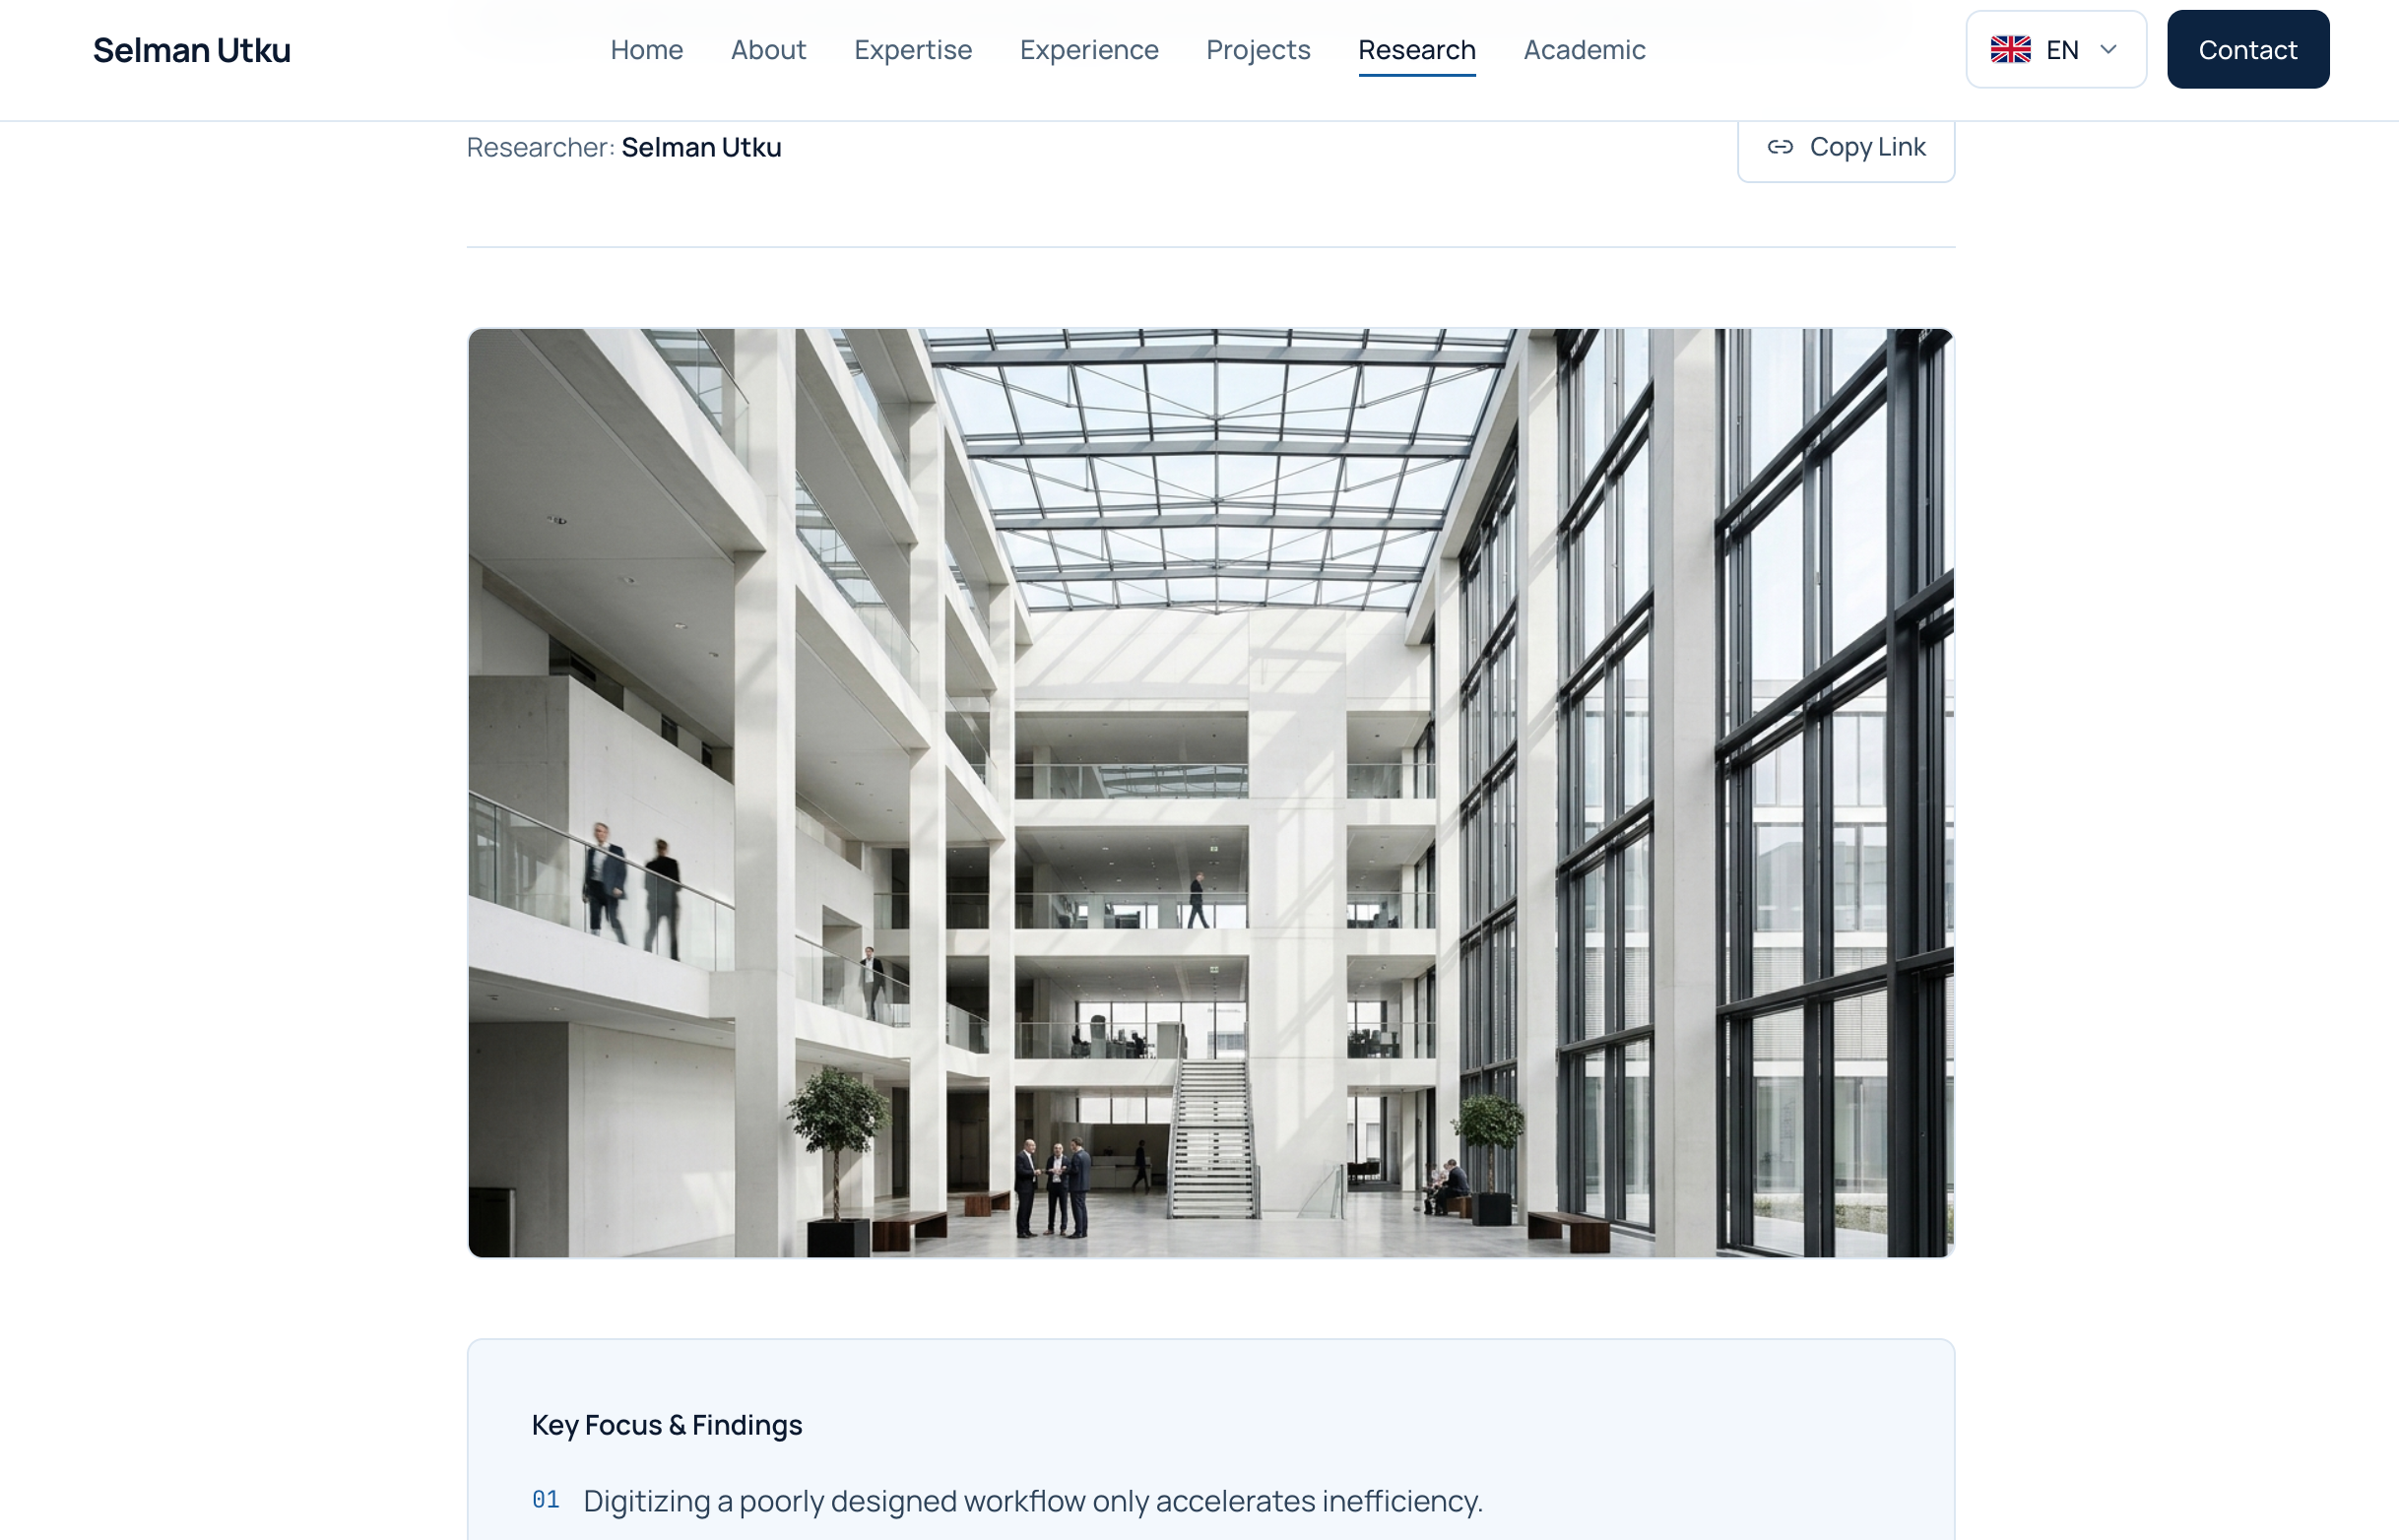 Selman Utku
Home About Expertise Experience Projects Research Academic
EN
Contact
Researcher: Selman Utku
Copy Link
Key Focus & Findings
01 Digitizing a poorly designed workflow only accelerates inefficiency.